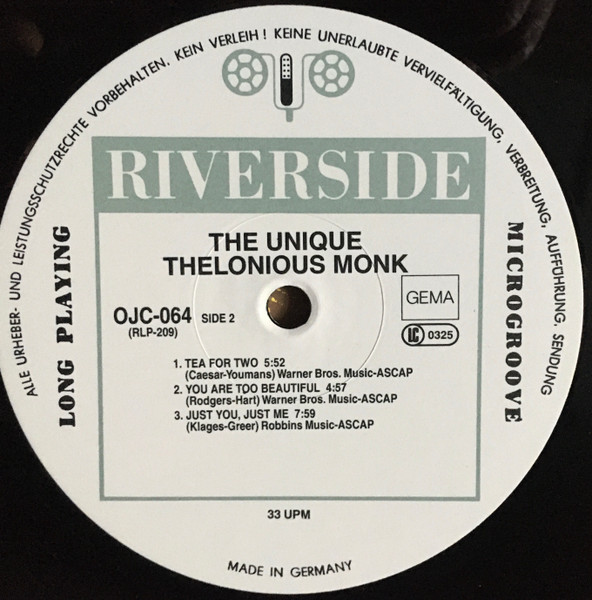 ALLE URHEBER- UND LEISTUNGSSCHUTZRECHTE VORBEHALTEN. KEIN VERLEIH! KEINE UNERLAUBTE VERVIELFÄLTIGUNG, VERBREITUNG, AUFFÜHRUNG, SENDUNG
RIVERSIDE
LONG PLAYING
MICROGROOVE
THE UNIQUE
THELONIOUS MONK
OJC-064 SIDE 2
(RLP-209)
GEMA
LC 0325
1. TEA FOR TWO 5:52
(Caesar-Youmans) Warner Bros. Music-ASCAP
2. YOU ARE TOO BEAUTIFUL 4:57
(Rodgers-Hart) Warner Bros. Music-ASCAP
3. JUST YOU, JUST ME 7:59
(Klages-Greer) Robbins Music-ASCAP
33 UPM
MADE IN GERMANY